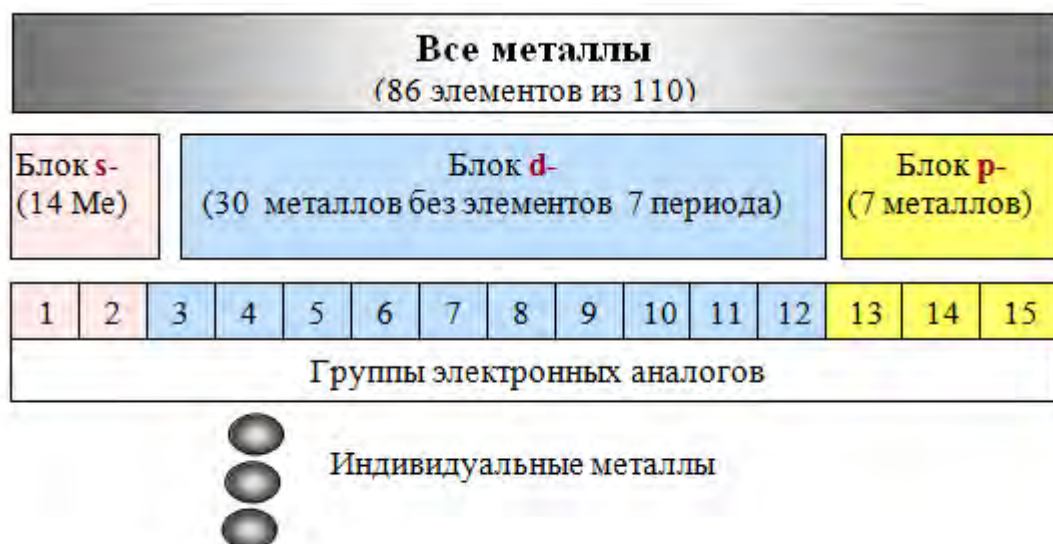 Все металлы
(86 элементов из 110)
Блок s-
(14 Ме)
Блок d-
(30 металлов без элементов 7 периода)
Блок p-
(7 металлов)
1 2 3 4 5 6 7 8 9 10 11 12 13 14 15
Группы электронных аналогов
Индивидуальные металлы